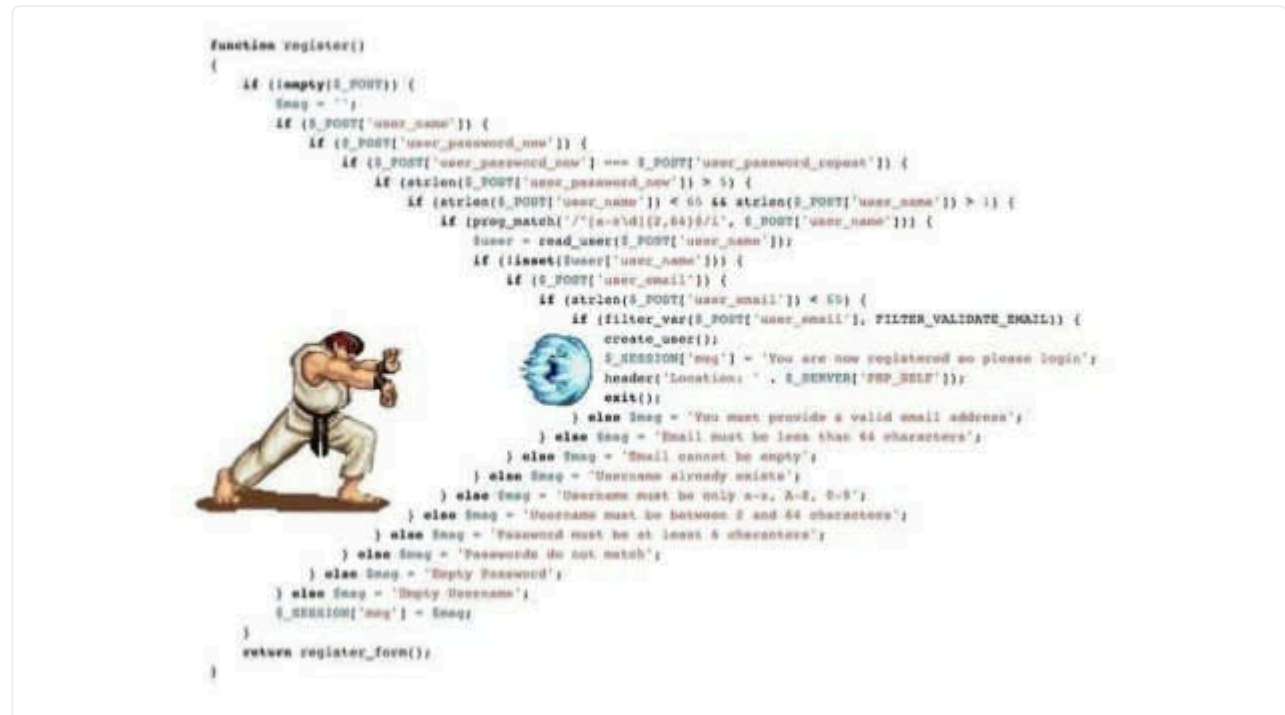 function register()
{
if (!empty($_POST)) {
$msg = '';
if ($_POST['user_name']) {
if ($_POST['user_password_new']) {
if ($_POST['user_password_new'] === $_POST['user_password_repeat']) {
if (strlen($_POST['user_password_new']) > 5) {
if (strlen($_POST['user_name']) < 65 && strlen($_POST['user_name']) > 1) {
if (preg_match('/^[a-z\d]{2,64}$/i', $_POST['user_name'])) {
$user = read_user($_POST['user_name']);
if (!isset($user['user_name'])) {
if ($_POST['user_email']) {
if (strlen($_POST['user_email']) < 65) {
if (filter_var($_POST['user_email'], FILTER_VALIDATE_EMAIL)) {
create_user();
$_SESSION['msg'] = 'You are now registered so please login';
header('Location: ' . $_SERVER['PHP_SELF']);
exit();
} else $msg = 'You must provide a valid email address';
} else $msg = 'Email must be less than 64 characters';
} else $msg = 'Email cannot be empty';
} else $msg = 'Username already exists';
} else $msg = 'Username must be only a-z, A-Z, 0-9';
} else $msg = 'Username must be between 2 and 64 characters';
} else $msg = 'Password must be at least 6 characters';
} else $msg = 'Passwords do not match';
} else $msg = 'Empty Password';
} else $msg = 'Empty Username';
$_SESSION['msg'] = $msg;
}
return register_form();
}